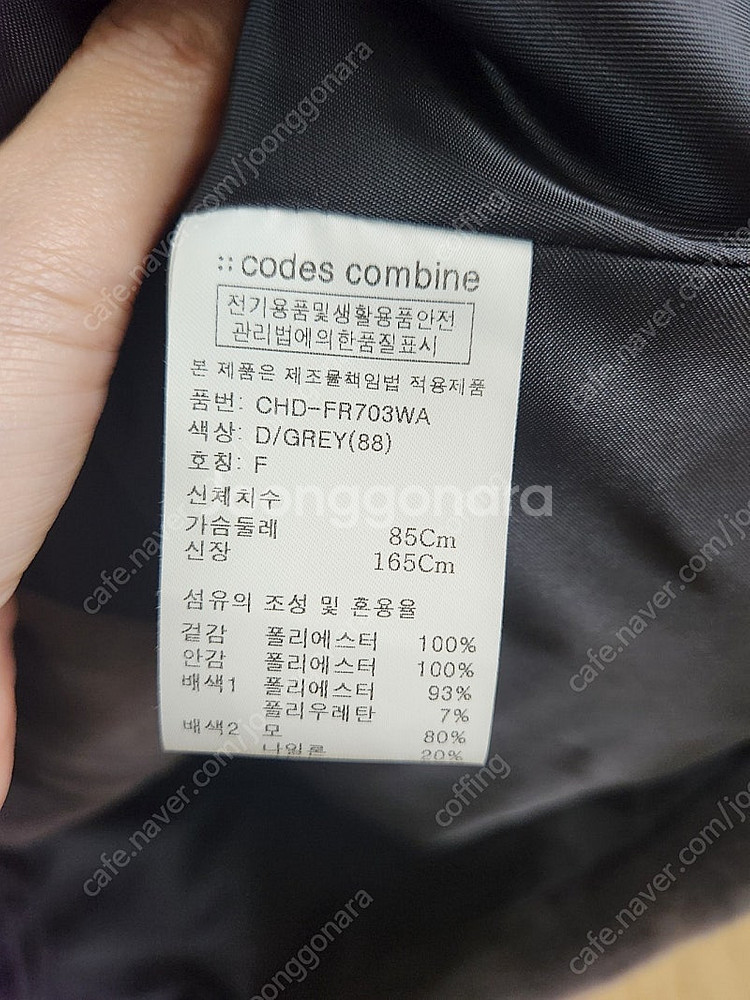 :: codes combine
전기용품및생활용품안전
관리법에의한품질표시
본 제품은 제조물책임법 적용제품
품번: CHD-FR703WA
색상: D/GREY(88)
호칭: F
신체치수
가슴둘레 85Cm
신장 165Cm
섬유의 조성 및 혼용율
겉감 폴리에스터 100%
안감 폴리에스터 100%
배색1 폴리에스터 93%
폴리우레탄 7%
배색2 모 80%
나일론 20%
Joonggonara
cafe.naver.com/joonggonara
coffing